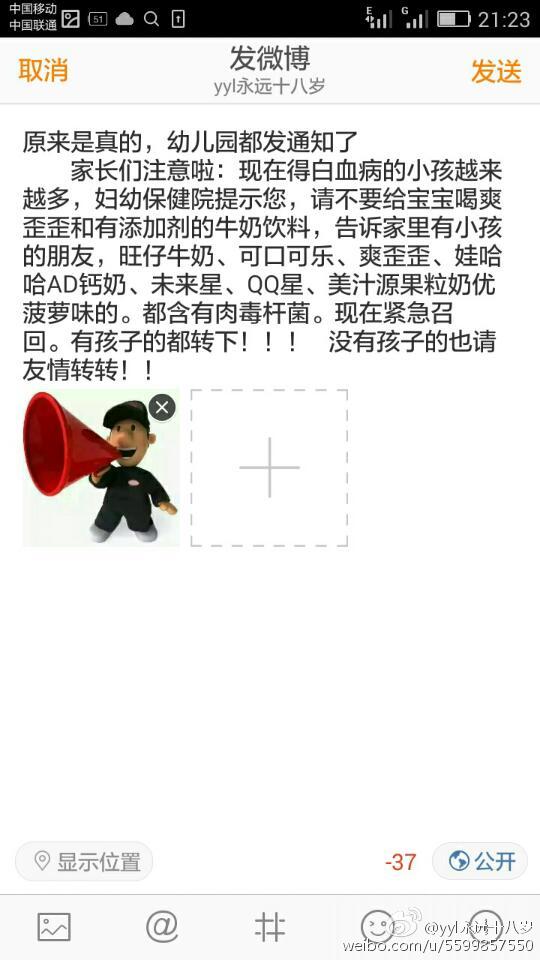 中国移动
中国联通
51
E
G
21:23
取消
发微博
yyl永远十八岁
发送
原来是真的，幼儿园都发通知了
家长们注意啦：现在得白血病的小孩越来
越多，妇幼保健院提示您，请不要给宝宝喝爽
歪歪和有添加剂的牛奶饮料，告诉家里有小孩
的朋友，旺仔牛奶、可口可乐、爽歪歪、娃哈
哈AD钙奶、未来星、QQ星、美汁源果粒奶优
菠萝味的。都含有肉毒杆菌。现在紧急召
回。有孩子的都转下！！！ 没有孩子的也请
友情转转！！
显示位置
-37
公开
@yyl永远十八岁
weibo.com/u/5599857550